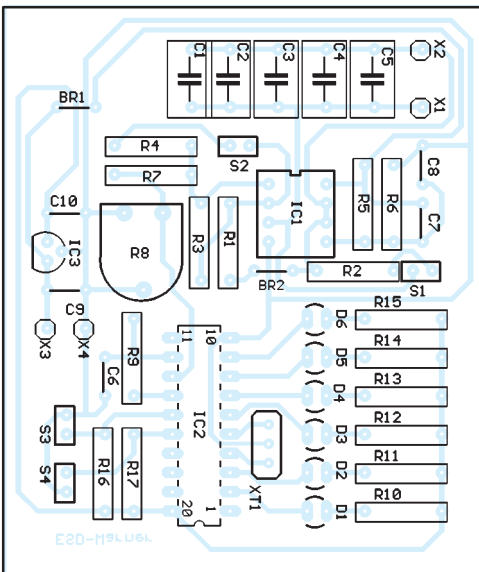 C1 C2 C3 C4 C5 X2
X1
BR1
R4
S2
R7
C8
C10
IC1
R5 R6
C7
IC3
R8
R3 R1
R2
BR2
S1
C9
X3 X4
R15
11 10
D6
R9
R14
D5
C6
R13
D4
IC2
S3
R12
D3
R11
S4
R16 R17
D2
XT1
R10
20 1
D1
ESD-Marner